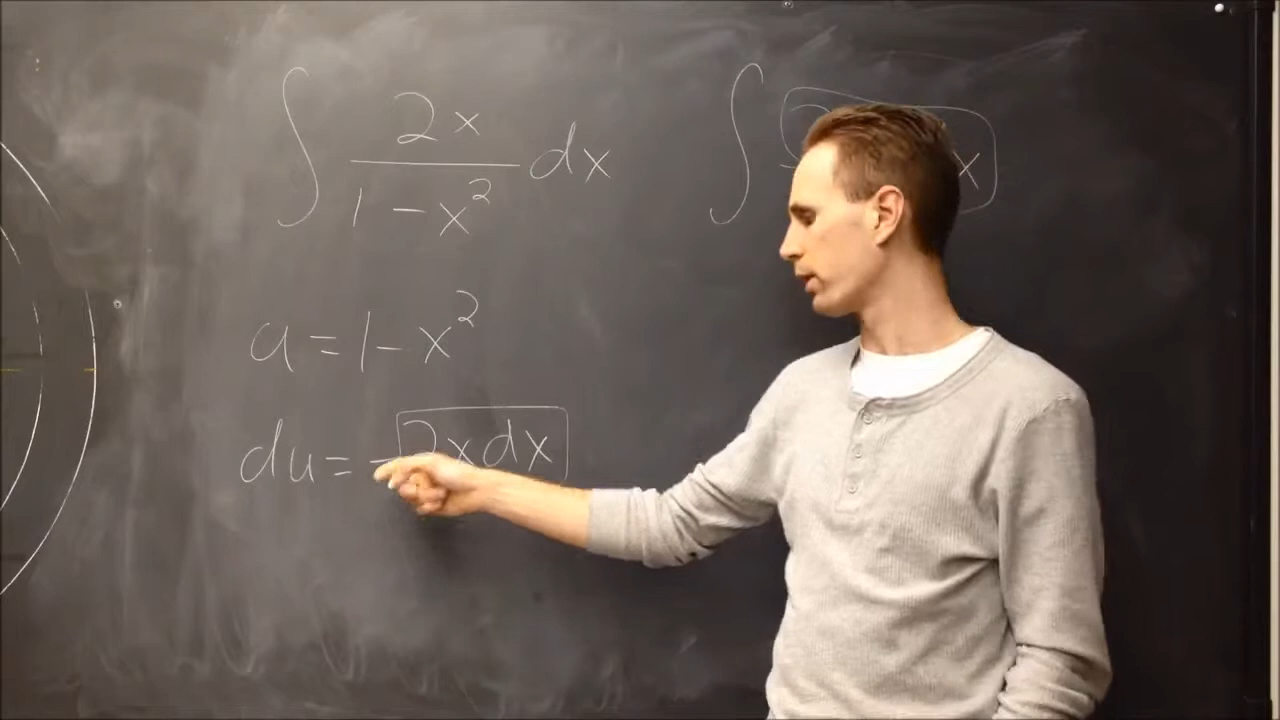 ∫ 2x / 1 - x² dx
∫ x
u = 1 - x²
du = - 2x dx